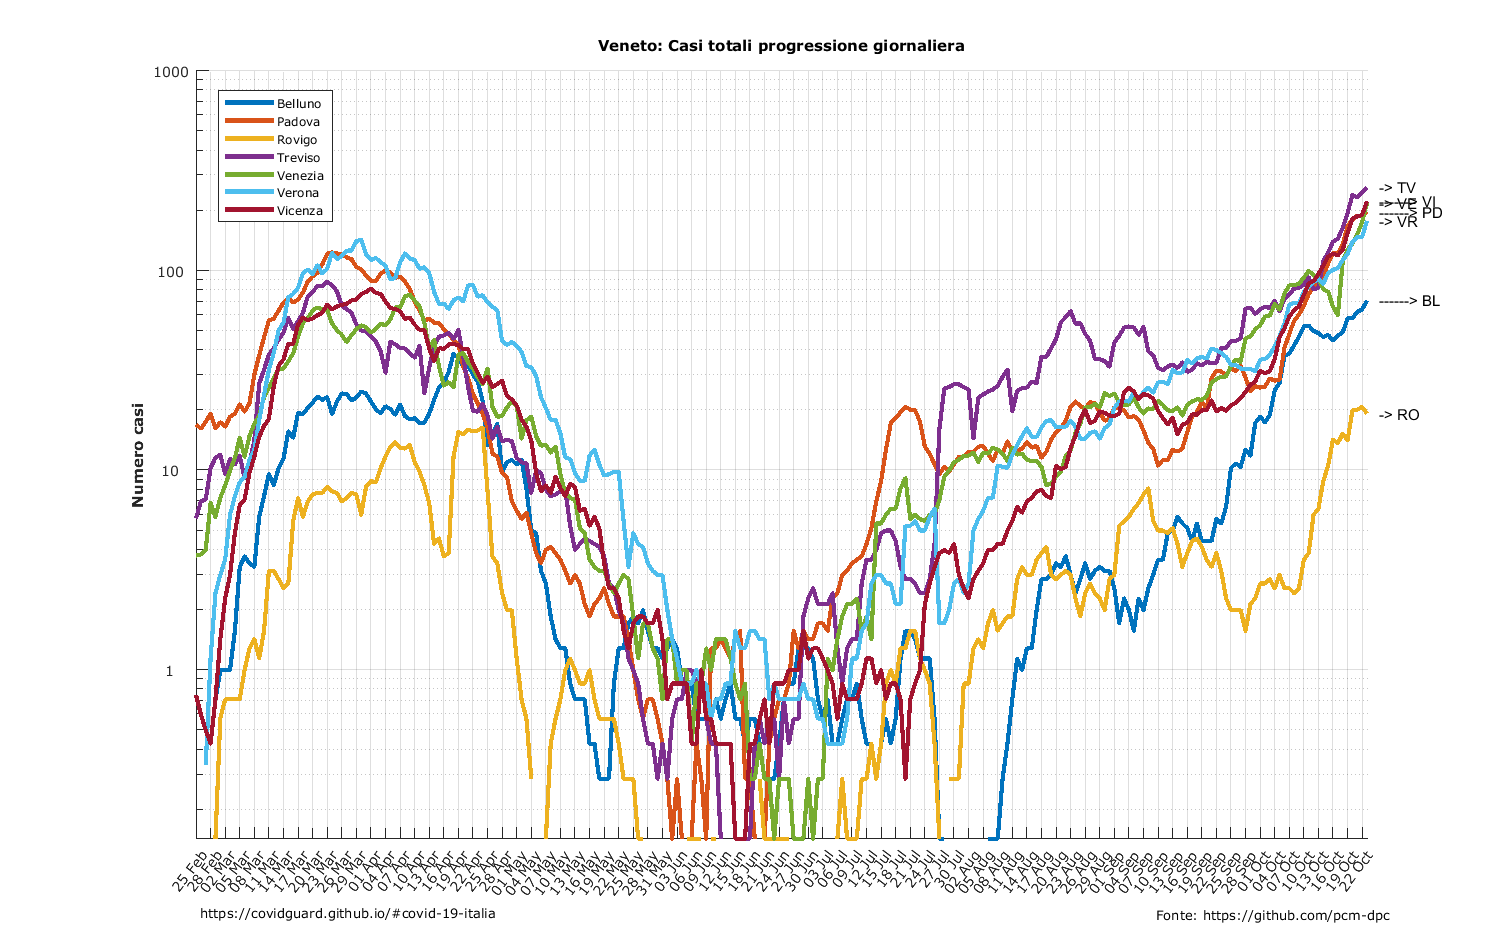 Veneto: Casi totali progressione giornaliera
1000
100
10
1
Numero casi
Belluno
Padova
Rovigo
Treviso
Venezia
Verona
Vicenza
-> TV
-----> VI
-> VE
------> PD
-> VR
------> BL
-> RO
25 Feb
28 Feb
02 Mar
05 Mar
08 Mar
11 Mar
14 Mar
17 Mar
20 Mar
23 Mar
26 Mar
29 Mar
01 Apr
04 Apr
07 Apr
10 Apr
13 Apr
16 Apr
19 Apr
22 Apr
25 Apr
28 Apr
01 May
04 May
07 May
10 May
13 May
16 May
19 May
22 May
25 May
28 May
31 May
03 Jun
06 Jun
09 Jun
12 Jun
15 Jun
18 Jun
21 Jun
24 Jun
27 Jun
30 Jun
03 Jul
06 Jul
09 Jul
12 Jul
15 Jul
18 Jul
21 Jul
24 Jul
27 Jul
30 Jul
02 Aug
05 Aug
08 Aug
11 Aug
14 Aug
17 Aug
20 Aug
23 Aug
26 Aug
29 Aug
01 Sep
04 Sep
07 Sep
10 Sep
13 Sep
16 Sep
19 Sep
22 Sep
25 Sep
28 Sep
01 Oct
04 Oct
07 Oct
10 Oct
13 Oct
16 Oct
19 Oct
22 Oct
https://covidguard.github.io/#covid-19-italia
Fonte: https://github.com/pcm-dpc